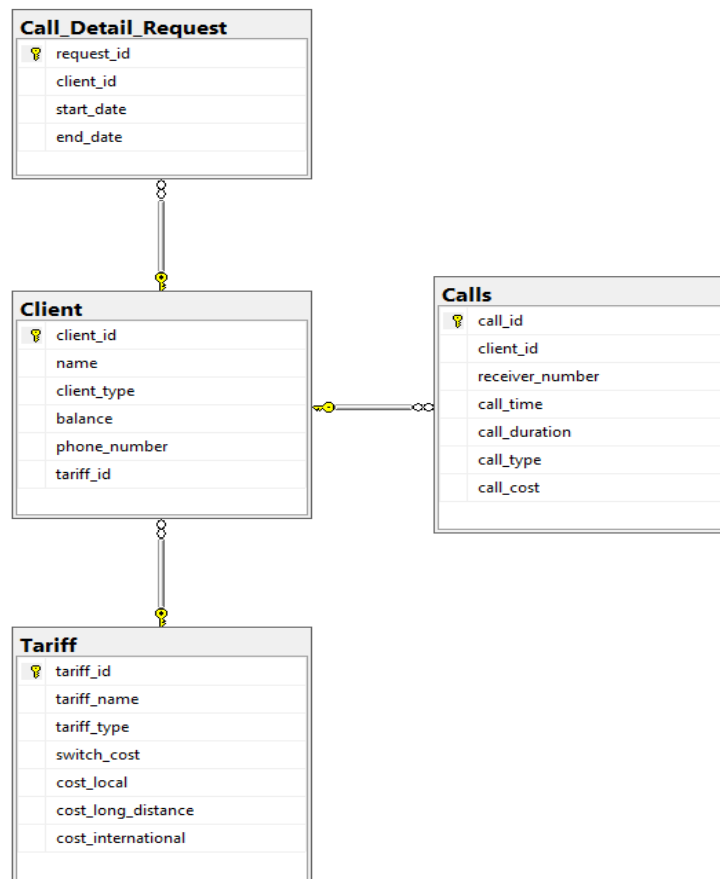 Call_Detail_Request
request_id
client_id
start_date
end_date
Client
client_id
name
client_type
balance
phone_number
tariff_id
Calls
call_id
client_id
receiver_number
call_time
call_duration
call_type
call_cost
Tariff
tariff_id
tariff_name
tariff_type
switch_cost
cost_local
cost_long_distance
cost_international